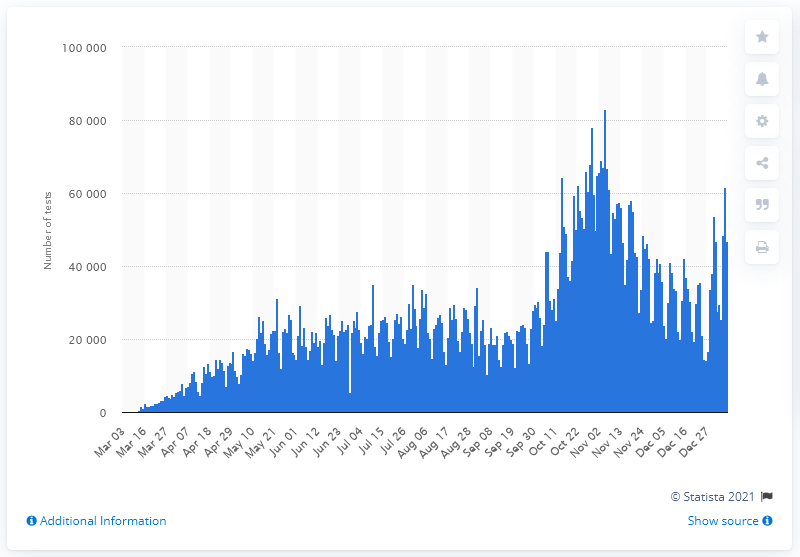 100 000
80 000
60 000
40 000
20 000
0
Number of tests
Mar 03 Mar 16 Mar 27 Apr 07 Apr 18 Apr 29 May 10 May 21 Jun 01 Jun 12 Jun 23 Jul 04 Jul 15 Jul 26 Aug 06 Aug 17 Aug 28 Sep 08 Sep 19 Sep 30 Oct 11 Oct 22 Nov 02 Nov 13 Nov 24 Dec 05 Dec 16 Dec 27
© Statista 2021
Additional Information Show source